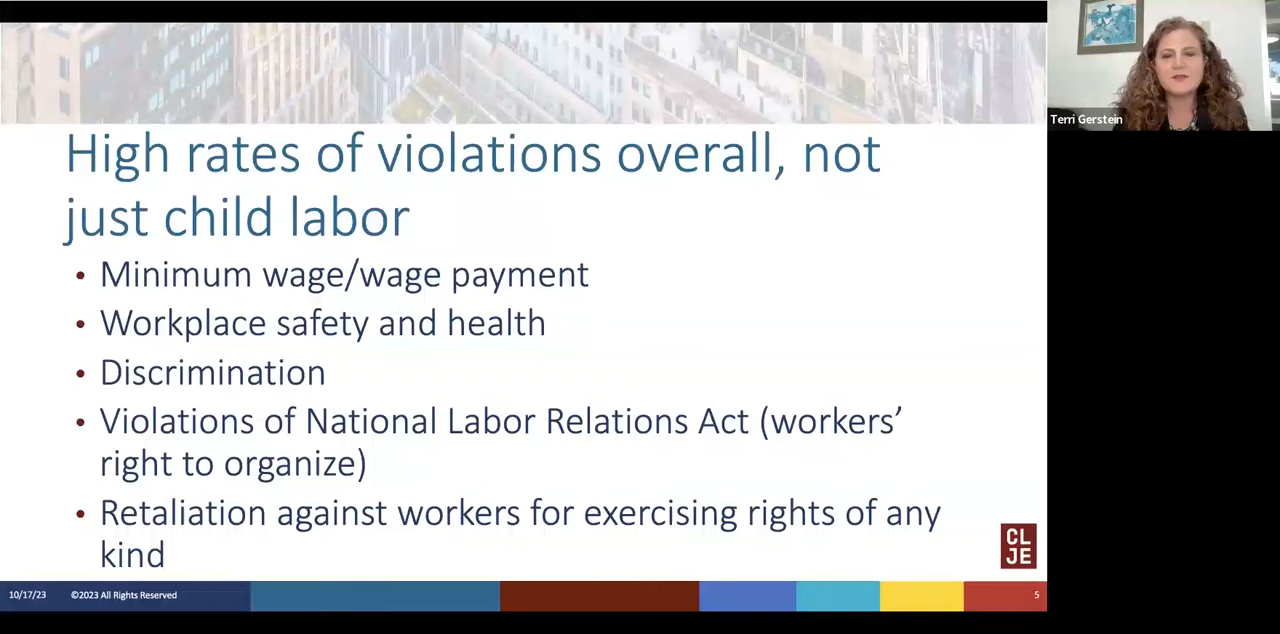 High rates of violations overall, not
just child labor
• Minimum wage/wage payment
• Workplace safety and health
• Discrimination
• Violations of National Labor Relations Act (workers’
right to organize)
• Retaliation against workers for exercising rights of any
kind
CL
JE
10/17/23 ©2023 All Rights Reserved 5
Terri Gerstein